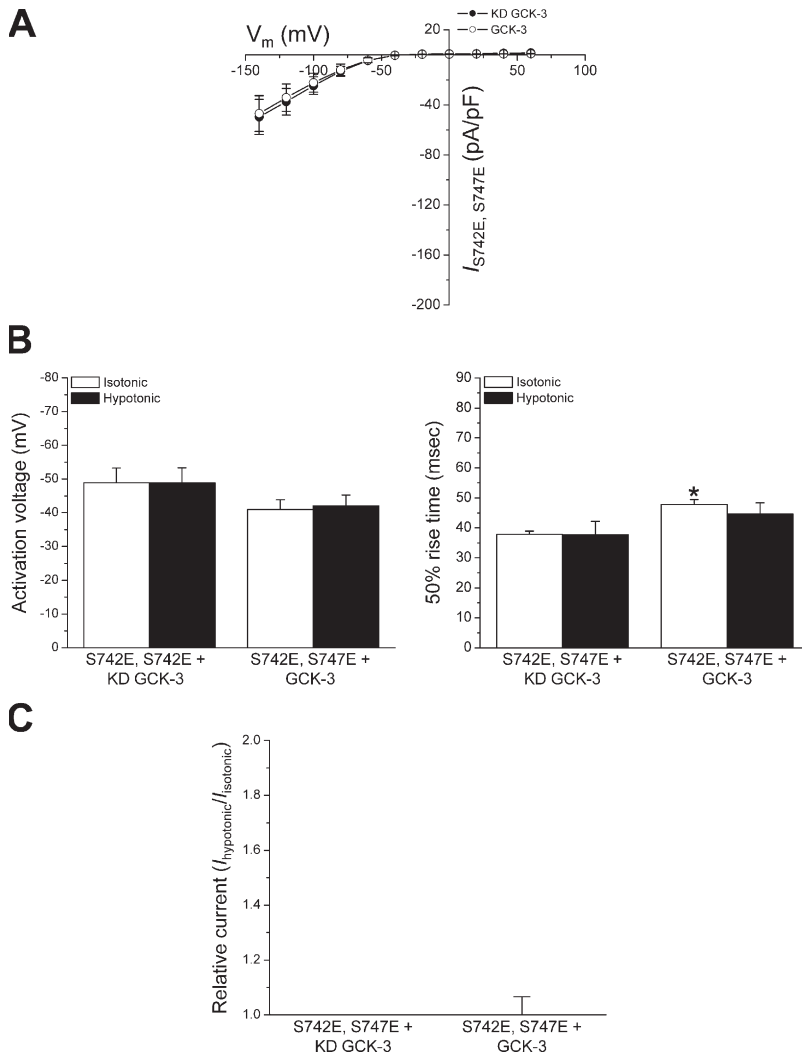 A
KD GCK-3
GCK-3
Vm (mV)
20
-150 -100 -50 50 100
-40
-80
-120
-160
-200
IS742E, S747E (pA/pF)
B
Activation voltage (mV)
-80
-70
-60
-50
-40
-30
-20
-10
0
Isotonic
Hypotonic
S742E, S742E + S742E, S747E +
KD GCK-3 GCK-3
50% rise time (msec)
90
80
70
60
50
40
30
20
10
0
Isotonic
Hypotonic
*
S742E, S747E + S742E, S747E +
KD GCK-3 GCK-3
C
Relative current (Ihypotonic/Iisotonic)
2.0
1.8
1.6
1.4
1.2
1.0
S742E, S747E + S742E, S747E +
KD GCK-3 GCK-3